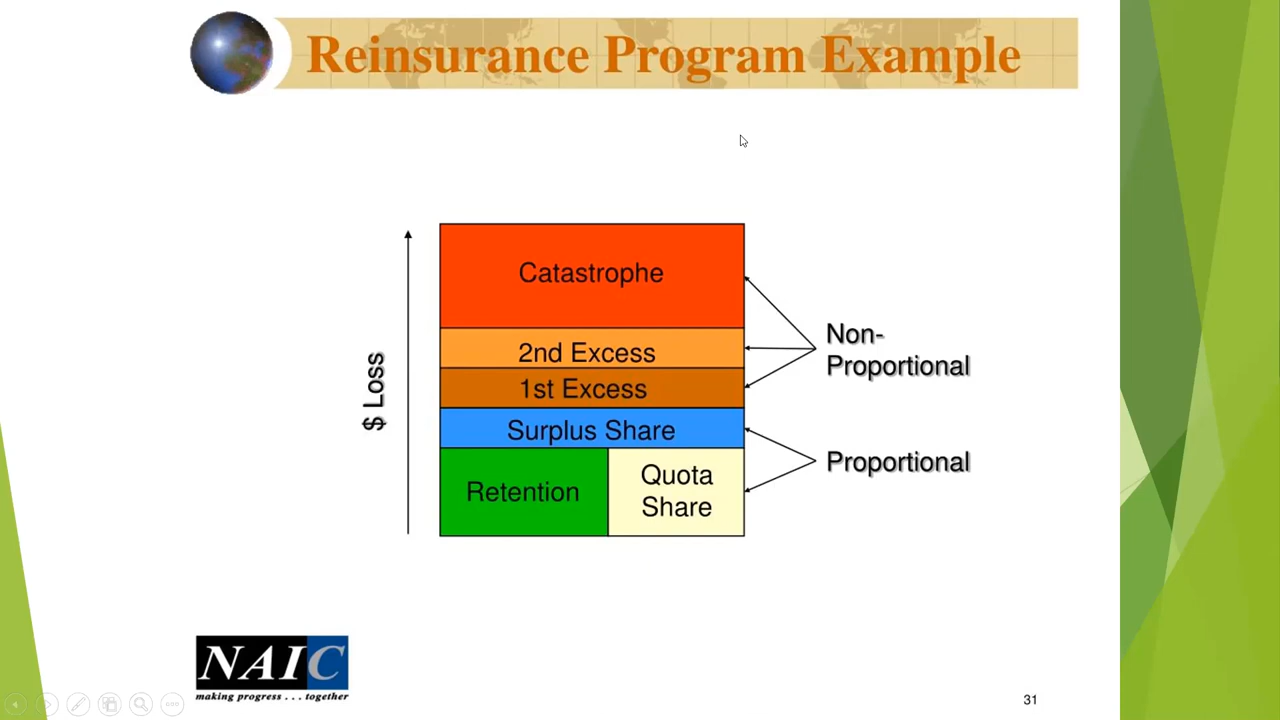 Reinsurance Program Example
Catastrophe
2nd Excess
1st Excess
Surplus Share
Retention
Quota
Share
$ Loss
Non-
Proportional
Proportional
NAIC
making progress . . . together
31